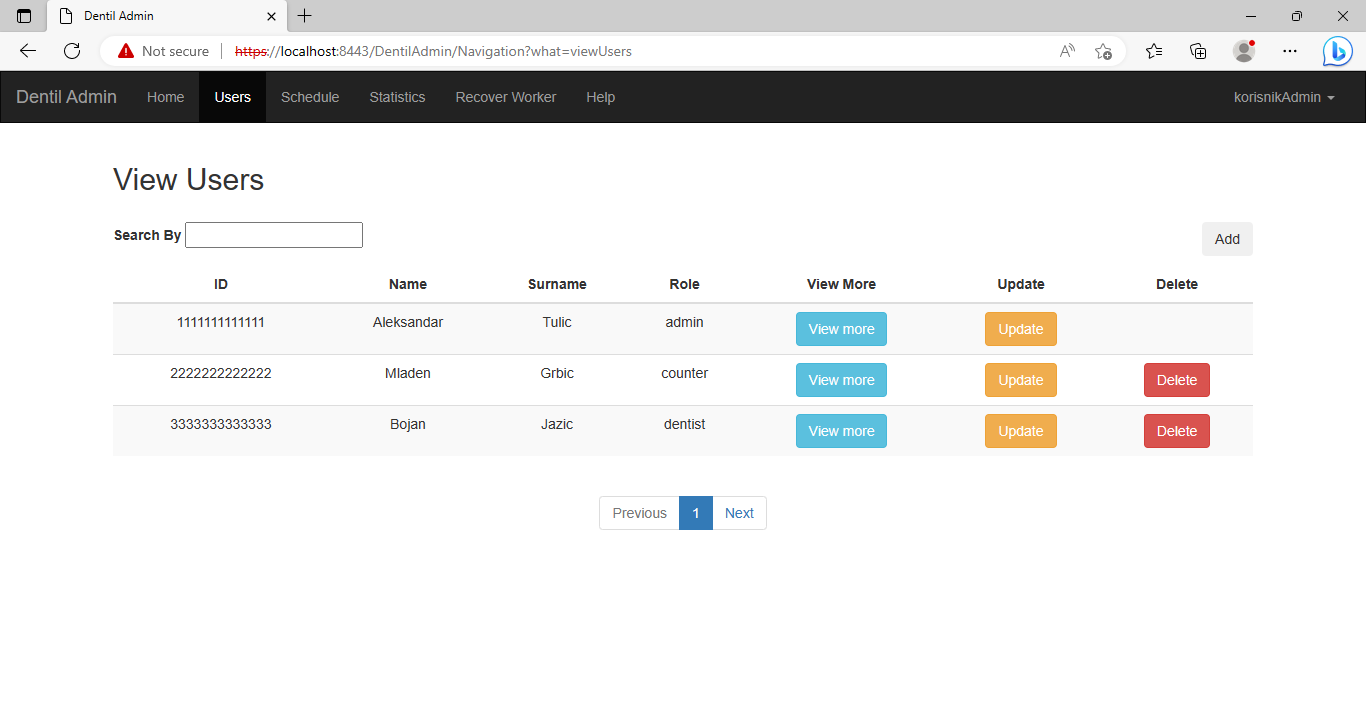 Dentil Admin
Not secure https://localhost:8443/DentilAdmin/Navigation?what=viewUsers
Dentil Admin Home Users Schedule Statistics Recover Worker Help korisnikAdmin
View Users
Search By Add
ID Name Surname Role View More Update Delete
1111111111111 Aleksandar Tulic admin View more Update
2222222222222 Mladen Grbic counter View more Update Delete
3333333333333 Bojan Jazic dentist View more Update Delete
Previous 1 Next